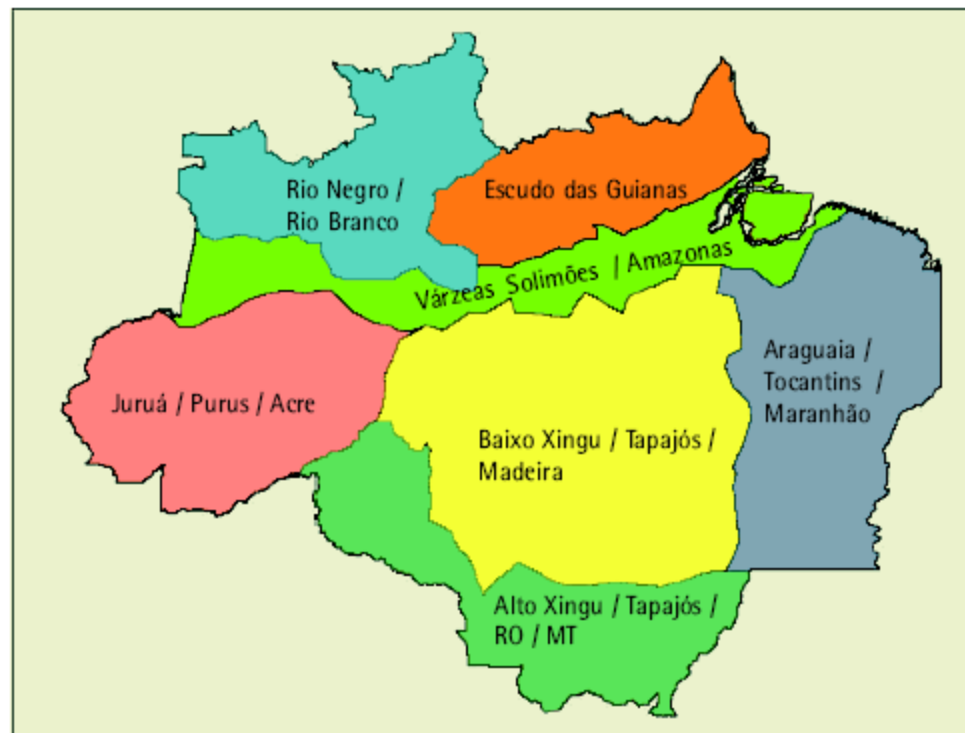 Rio Negro /
Rio Branco
Escudo das Guianas
Várzeas Solimões / Amazonas
Juruá / Purus / Acre
Baixo Xingu / Tapajós /
Madeira
Araguaia /
Tocantins /
Maranhão
Alto Xingu / Tapajós /
RO / MT